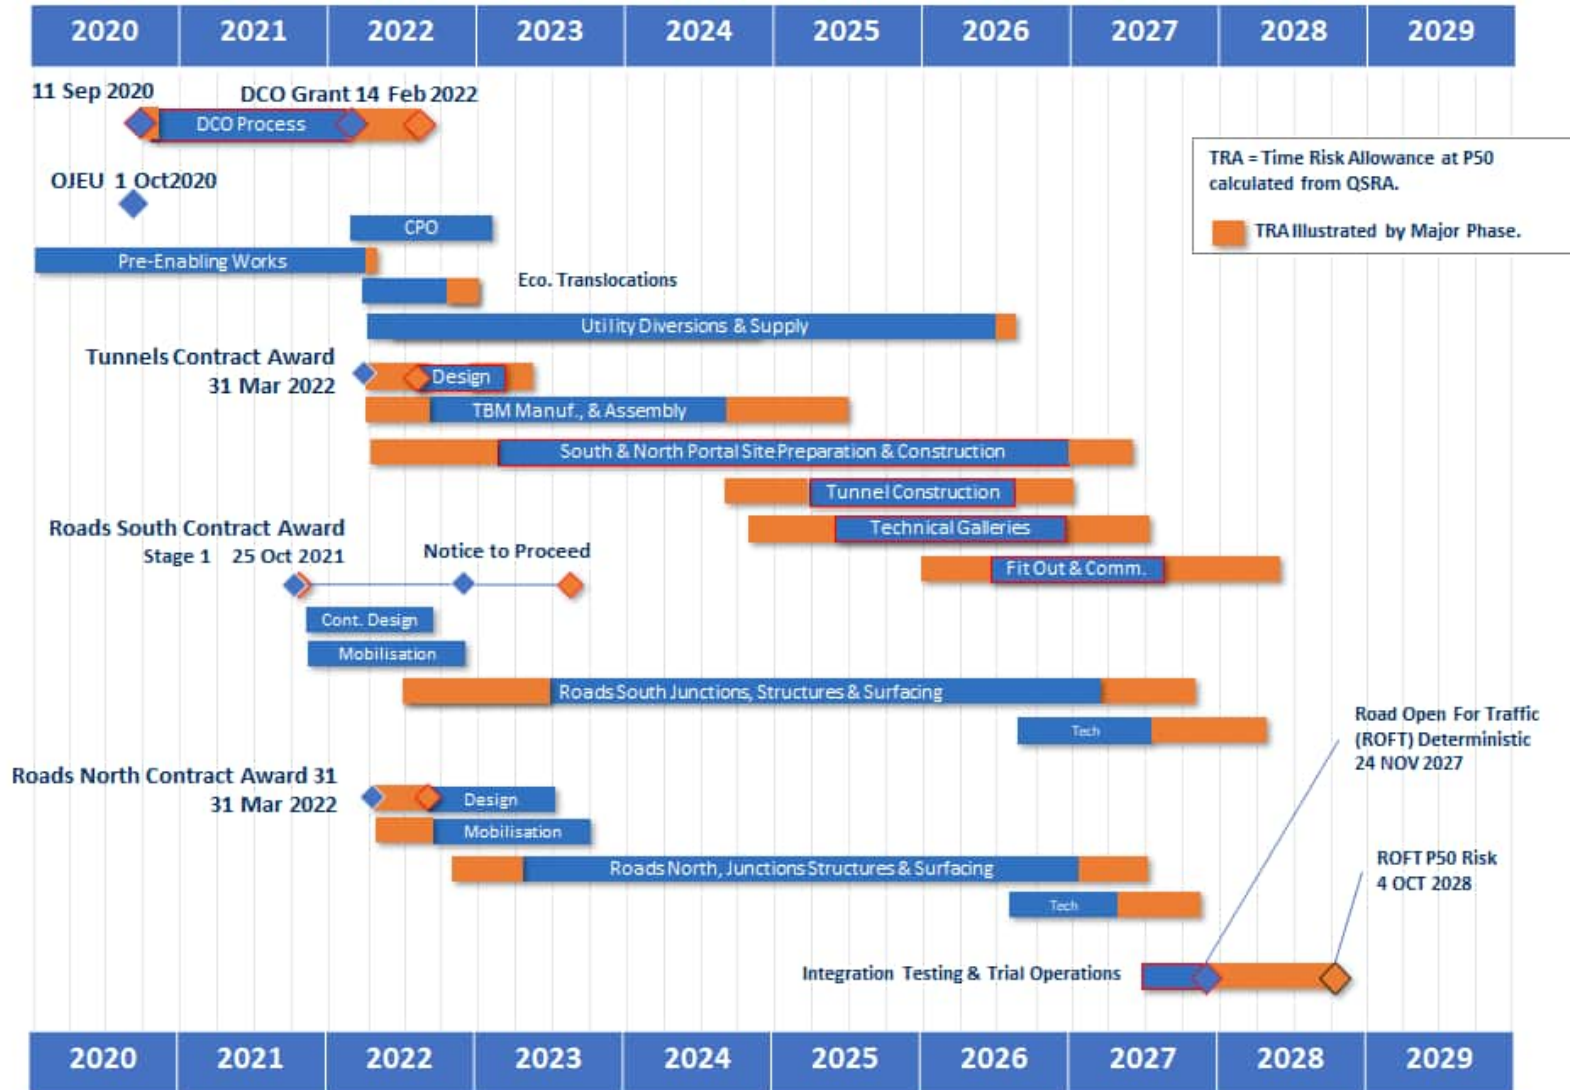 2020 2021 2022 2023 2024 2025 2026 2027 2028 2029
11 Sep 2020
DCO Grant 14 Feb 2022
DCO Process
TRA = Time Risk Allowance at P50
calculated from QSRA.
TRA Illustrated by Major Phase.
OJEU 1 Oct2020
CPO
Pre-Enabling Works
Eco. Translocations
Utility Diversions & Supply
Tunnels Contract Award
31 Mar 2022
Design
TBM Manuf., & Assembly
South & North Portal Site Preparation & Construction
Tunnel Construction
Technical Galleries
Fit Out & Comm.
Roads South Contract Award
Stage 1 25 Oct 2021
Notice to Proceed
Cont. Design
Mobilisation
Roads South Junctions, Structures & Surfacing
Tech
Road Open For Traffic
(ROFT) Deterministic
24 NOV 2027
Roads North Contract Award 31
31 Mar 2022
Design
Mobilisation
Roads North, Junctions Structures & Surfacing
Tech
ROFT P50 Risk
4 OCT 2028
Integration Testing & Trial Operations
2020 2021 2022 2023 2024 2025 2026 2027 2028 2029